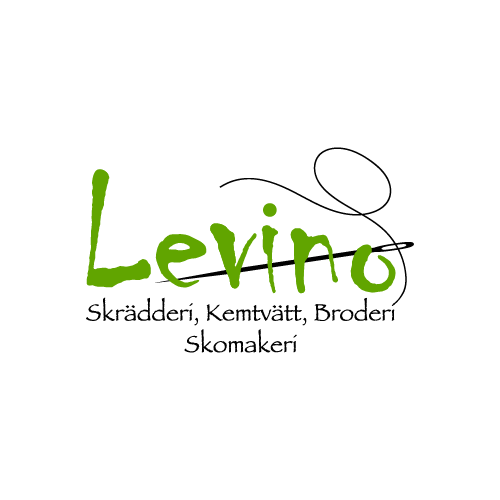 Levino
Skrädderi, Kemtvätt, Broderi
Skomakeri